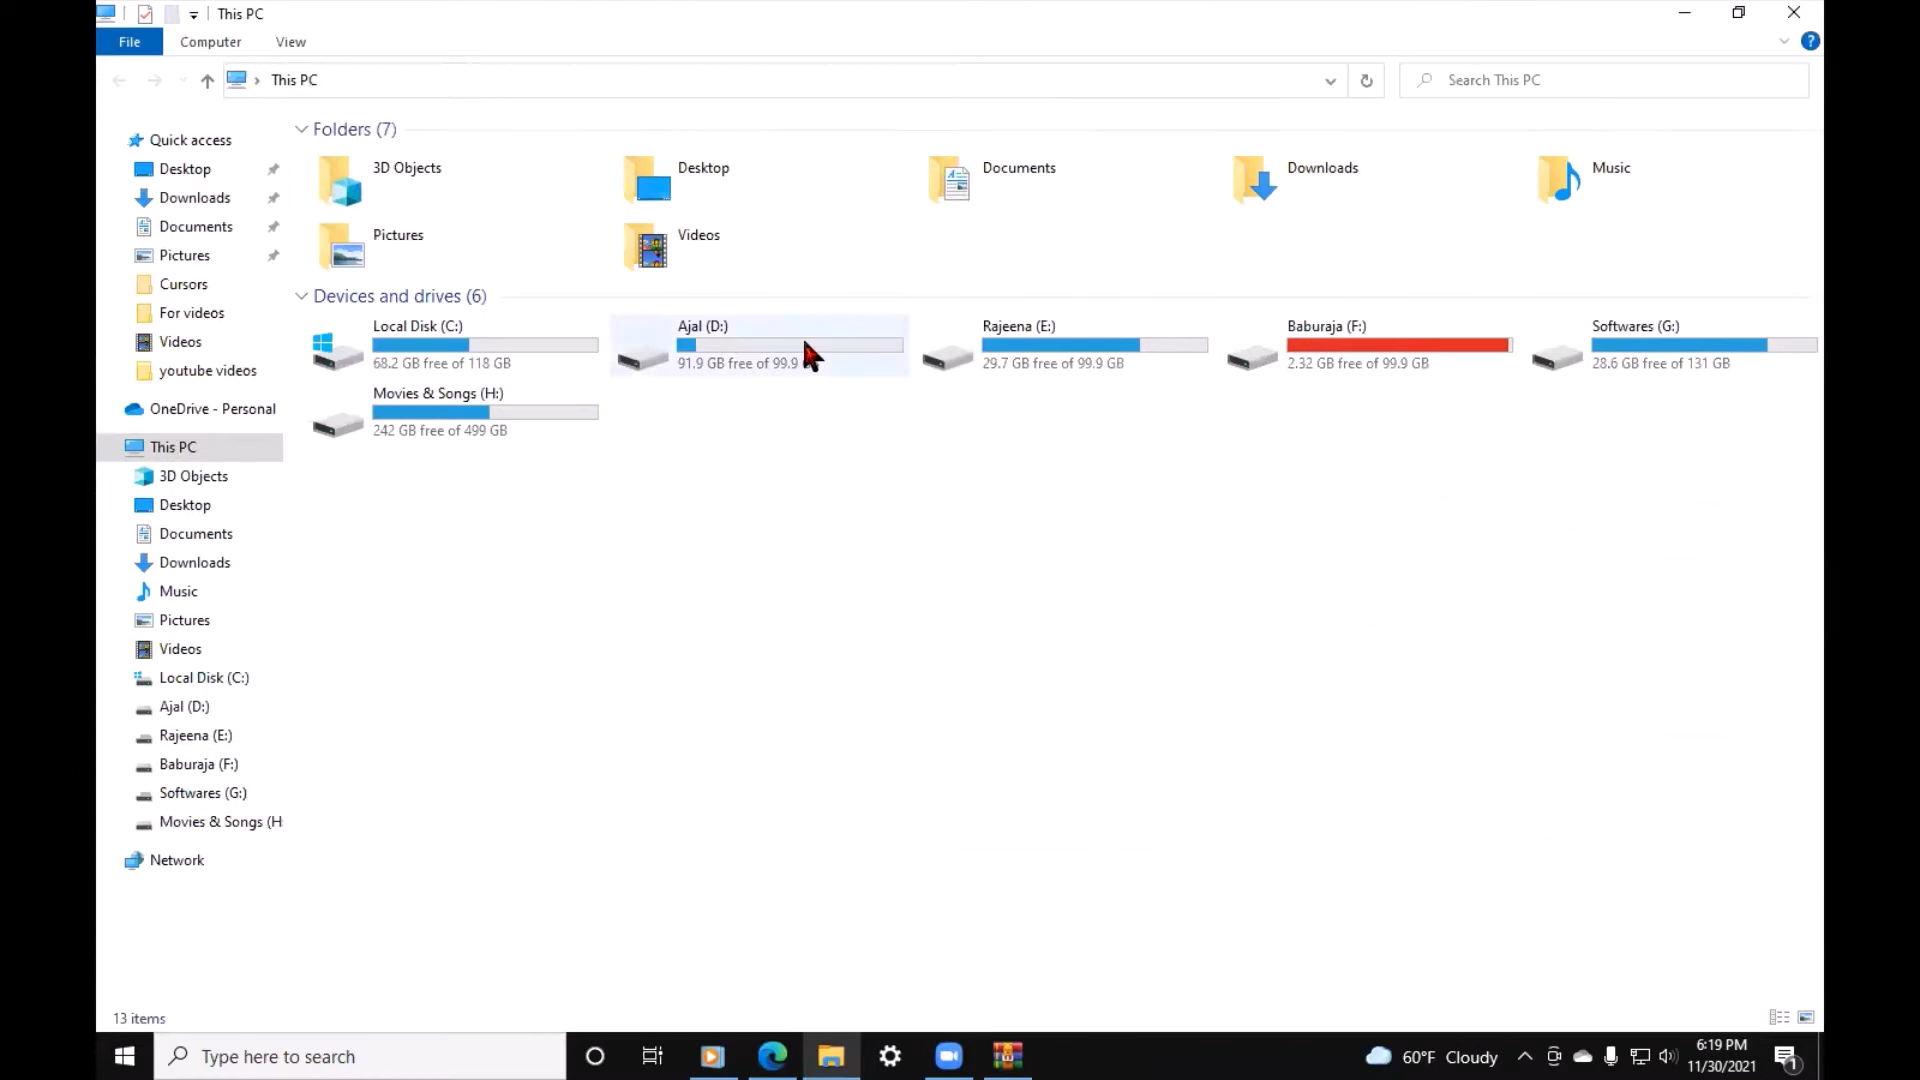 This PC
File Computer View
This PC
Search This PC
Quick access
Desktop
Downloads
Documents
Pictures
Cursors
For videos
Videos
youtube videos
OneDrive - Personal
This PC
3D Objects
Desktop
Documents
Downloads
Music
Pictures
Videos
Local Disk (C:)
Ajal (D:)
Rajeena (E:)
Baburaja (F:)
Softwares (G:)
Movies & Songs (H:
Network
Folders (7)
3D Objects
Desktop
Documents
Downloads
Music
Pictures
Videos
Devices and drives (6)
Local Disk (C:)
68.2 GB free of 118 GB
Ajal (D:)
91.9 GB free of 99.9
Rajeena (E:)
29.7 GB free of 99.9 GB
Baburaja (F:)
2.32 GB free of 99.9 GB
Softwares (G:)
28.6 GB free of 131 GB
Movies & Songs (H:)
242 GB free of 499 GB
13 items
Type here to search
60°F Cloudy
6:19 PM
11/30/2021
1